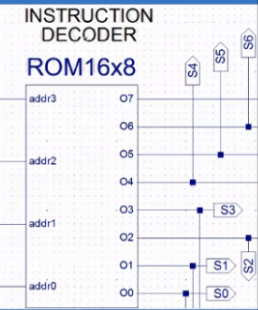 INSTRUCTION
DECODER
ROM16x8
S4
S5
S6
addr3
O7
O6
addr2
O5
O4
O3
S3
addr1
O2
O1
S1
S2
addr0
O0
S0